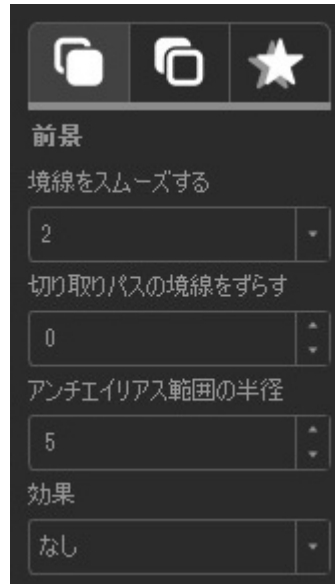 前景
境線をスムーズする
2
切り取りパスの境線をずらす
0
アンチエイリアス範囲の半径
5
効果
なし